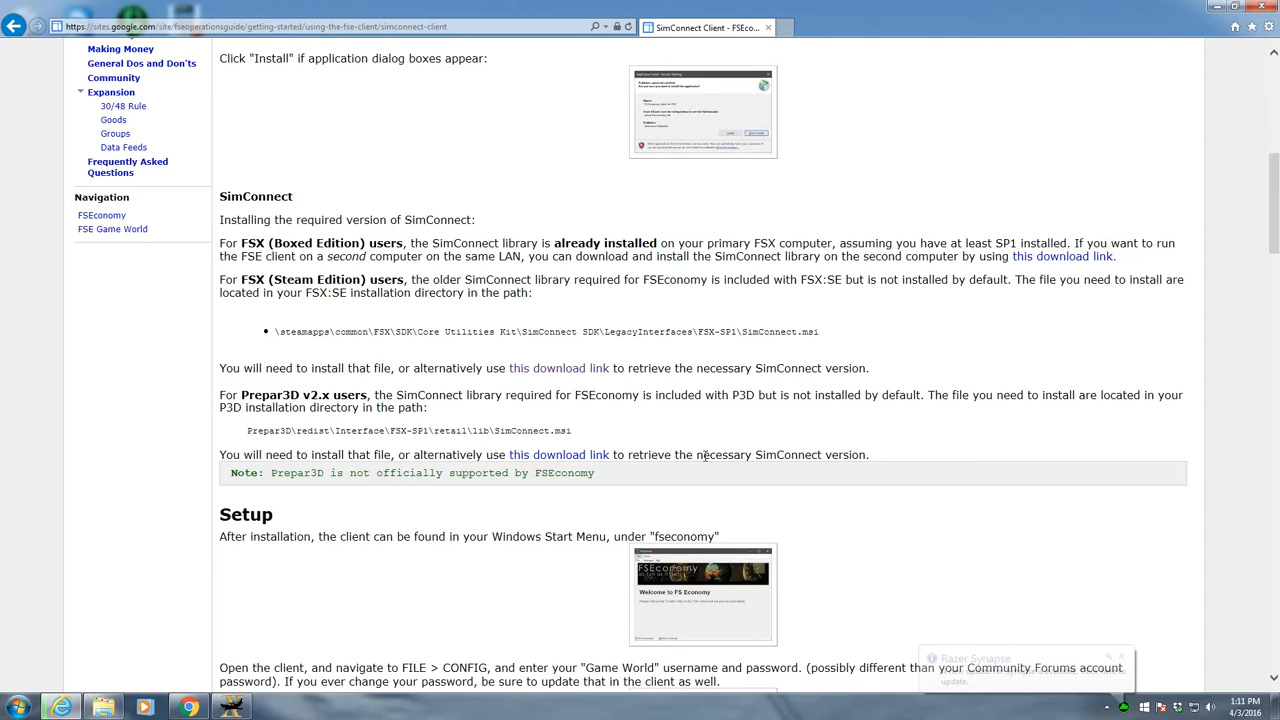 https://sites.google.com/site/fseoperationsguide/getting-started/using-the-fse-client/simconnect-client
SimConnect Client - FSEco...
Making Money
General Dos and Don'ts
Community
Expansion
30/48 Rule
Goods
Groups
Data Feeds
Frequently Asked
Questions
Navigation
FSEconomy
FSE Game World
Click "Install" if application dialog boxes appear:
SimConnect
Installing the required version of SimConnect:
For FSX (Boxed Edition) users, the SimConnect library is already installed on your primary FSX computer, assuming you have at least SP1 installed. If you want to run
the FSE client on a second computer on the same LAN, you can download and install the SimConnect library on the second computer by using this download link.
For FSX (Steam Edition) users, the older SimConnect library required for FSEconomy is included with FSX:SE but is not installed by default. The file you need to install are
located in your FSX:SE installation directory in the path:
\steamapps\common\FSX\SDK\Core Utilities Kit\SimConnect SDK\LegacyInterfaces\FSX-SP1\SimConnect.msi
You will need to install that file, or alternatively use this download link to retrieve the necessary SimConnect version.
For Prepar3D v2.x users, the SimConnect library required for FSEconomy is included with P3D but is not installed by default. The file you need to install are located in your
P3D installation directory in the path:
Prepar3D\redist\Interface\FSX-SP1\retail\lib\SimConnect.msi
You will need to install that file, or alternatively use this download link to retrieve the necessary SimConnect version.
Note: Prepar3D is not officially supported by FSEconomy
Setup
After installation, the client can be found in your Windows Start Menu, under "fseconomy"
FSEconomy
Welcome to FS Economy
Open the client, and navigate to FILE > CONFIG, and enter your "Game World" username and password. (possibly different than your Community Forums account
password). If you ever change your password, be sure to update that in the client as well.
Razer Synapse
update.
1:11 PM
4/3/2016